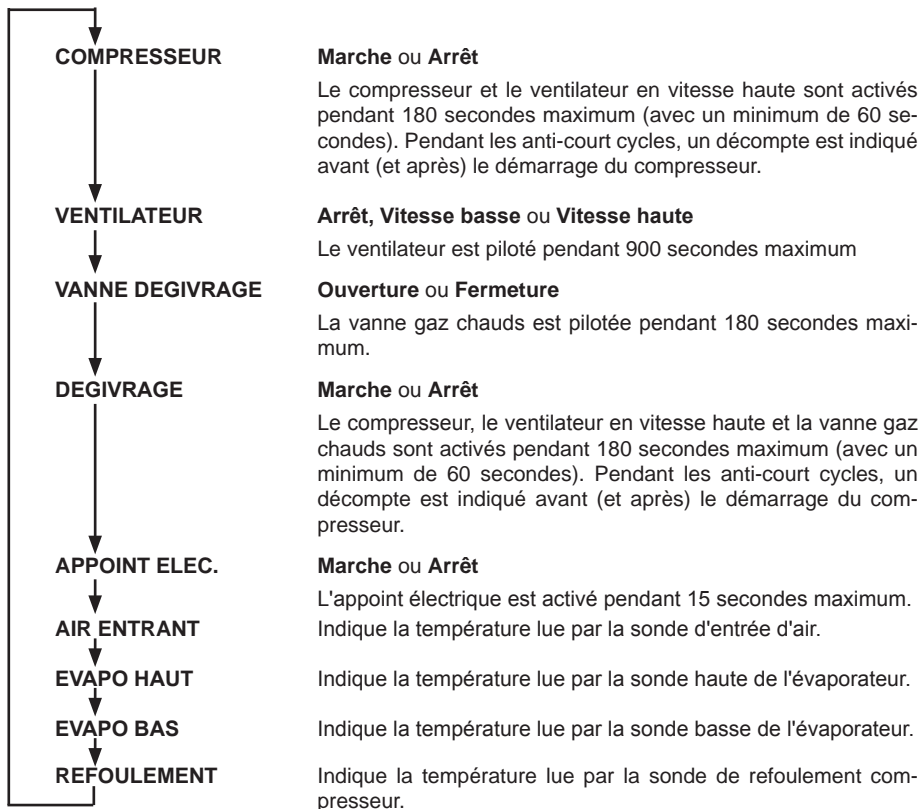 COMPRESSEUR Marche ou Arrêt
Le compresseur et le ventilateur en vitesse haute sont activés
pendant 180 secondes maximum (avec un minimum de 60 se-
condes). Pendant les anti-court cycles, un décompte est indiqué
avant (et après) le démarrage du compresseur.
VENTILATEUR Arrêt, Vitesse basse ou Vitesse haute
Le ventilateur est piloté pendant 900 secondes maximum
VANNE DEGIVRAGE Ouverture ou Fermeture
La vanne gaz chauds est pilotée pendant 180 secondes maxi-
mum.
DEGIVRAGE Marche ou Arrêt
Le compresseur, le ventilateur en vitesse haute et la vanne gaz
chauds sont activés pendant 180 secondes maximum (avec un
minimum de 60 secondes). Pendant les anti-court cycles, un
décompte est indiqué avant (et après) le démarrage du com-
presseur.
APPOINT ELEC. Marche ou Arrêt
L'appoint électrique est activé pendant 15 secondes maximum.
AIR ENTRANT Indique la température lue par la sonde d'entrée d'air.
EVAPO HAUT Indique la température lue par la sonde haute de l'évaporateur.
EVAPO BAS Indique la température lue par la sonde basse de l'évaporateur.
REFOULEMENT Indique la température lue par la sonde de refoulement com-
presseur.